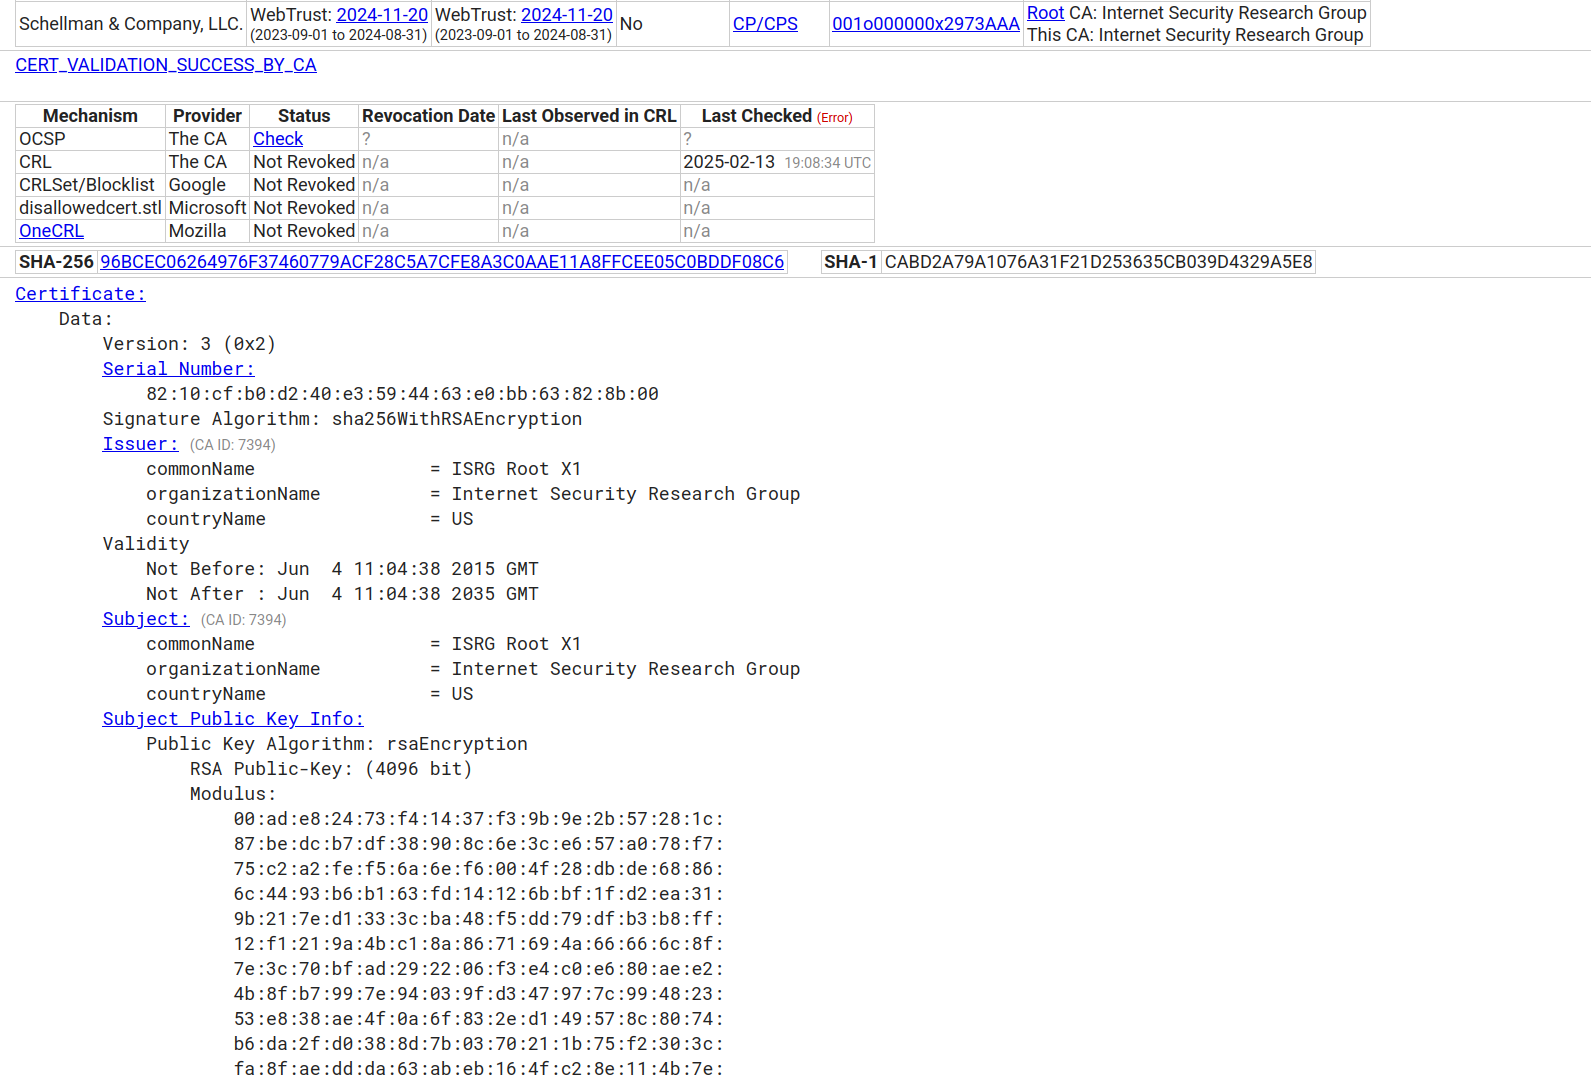 Schellman & Company, LLC. WebTrust: 2024-11-20 (2023-09-01 to 2024-08-31) WebTrust: 2024-11-20 (2023-09-01 to 2024-08-31) No CP/CPS 001o000000x2973AAA Root CA: Internet Security Research Group
This CA: Internet Security Research Group
CERT_VALIDATION_SUCCESS_BY_CA
Mechanism Provider Status Revocation Date Last Observed in CRL Last Checked (Error)
OCSP The CA Check ? n/a ?
CRL The CA Not Revoked n/a n/a 2025-02-13 19:08:34 UTC
CRLSet/Blocklist Google Not Revoked n/a n/a n/a
disallowedcert.stl Microsoft Not Revoked n/a n/a n/a
OneCRL Mozilla Not Revoked n/a n/a n/a
SHA-256 96BCEC06264976F37460779ACF28C5A7CFE8A3C0AAE11A8FFCEE05C0BDDF08C6 SHA-1 CABD2A79A1076A31F21D253635CB039D4329A5E8
Certificate:
Data:
Version: 3 (0x2)
Serial Number:
82:10:cf:b0:d2:40:e3:59:44:63:e0:bb:63:82:8b:00
Signature Algorithm: sha256WithRSAEncryption
Issuer: (CA ID: 7394)
commonName = ISRG Root X1
organizationName = Internet Security Research Group
countryName = US
Validity
Not Before: Jun 4 11:04:38 2015 GMT
Not After : Jun 4 11:04:38 2035 GMT
Subject: (CA ID: 7394)
commonName = ISRG Root X1
organizationName = Internet Security Research Group
countryName = US
Subject Public Key Info:
Public Key Algorithm: rsaEncryption
RSA Public-Key: (4096 bit)
Modulus:
00:ad:e8:24:73:f4:14:37:f3:9b:9e:2b:57:28:1c:
87:be:dc:b7:df:38:90:8c:6e:3c:e6:57:a0:78:f7:
75:c2:a2:fe:f5:6a:6e:f6:00:4f:28:db:de:68:86:
6c:44:93:b6:b1:63:fd:14:12:6b:bf:1f:d2:ea:31:
9b:21:7e:d1:33:3c:ba:48:f5:dd:79:df:b3:b8:ff:
12:f1:21:9a:4b:c1:8a:86:71:69:4a:66:66:6c:8f:
7e:3c:70:bf:ad:29:22:06:f3:e4:c0:e6:80:ae:e2:
4b:8f:b7:99:7e:94:03:9f:d3:47:97:7c:99:48:23:
53:e8:38:ae:4f:0a:6f:83:2e:d1:49:57:8c:80:74:
b6:da:2f:d0:38:8d:7b:03:70:21:1b:75:f2:30:3c:
fa:8f:ae:dd:da:63:ab:eb:16:4f:c2:8e:11:4b:7e: